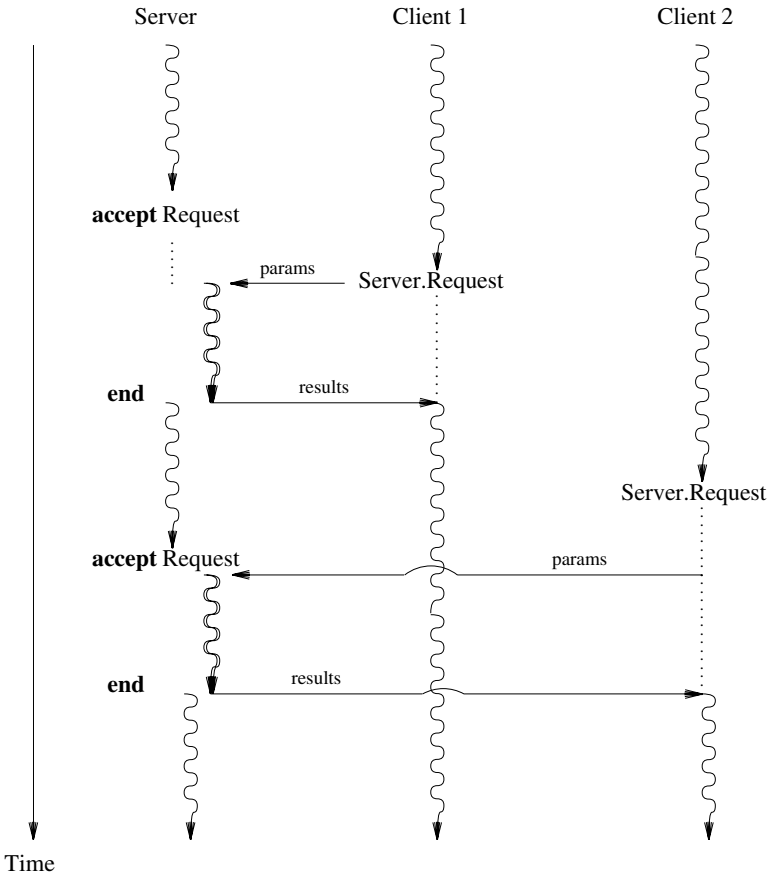 Server Client 1 Client 2
accept Request
params
Server.Request
end
results
Server.Request
accept Request
params
end
results
Time